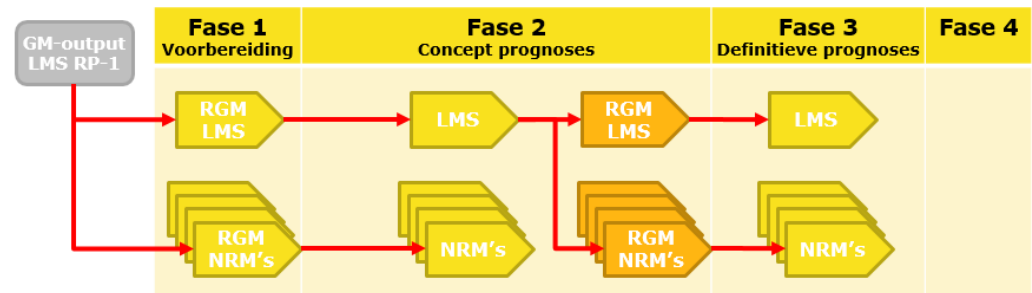 GM-output
LMS RP-1
Fase 1
Voorbereiding
Fase 2
Concept prognoses
Fase 3
Definitieve prognoses
Fase 4
RGM
LMS
LMS
RGM
LMS
LMS
RGM
NRM's
NRM's
RGM
NRM's
NRM's